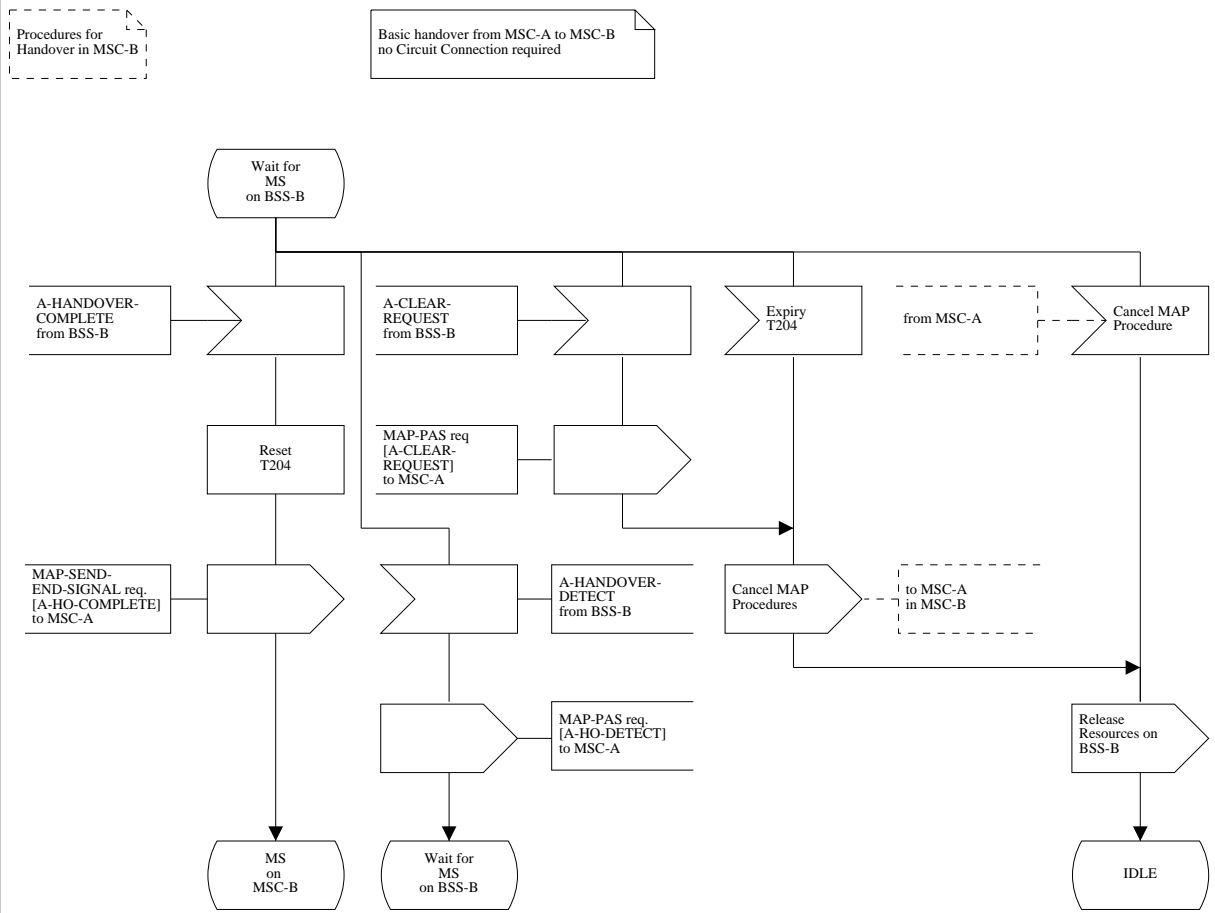 Procedures for
Handover in MSC-B
Basic handover from MSC-A to MSC-B
no Circuit Connection required
Wait for
MS
on BSS-B
A-HANDOVER-
COMPLETE
from BSS-B
A-CLEAR-
REQUEST
from BSS-B
Expiry
T204
from MSC-A
Cancel MAP
Procedure
Reset
T204
MAP-PAS req
[A-CLEAR-
REQUEST]
to MSC-A
MAP-SEND-
END-SIGNAL req.
[A-HO-COMPLETE]
to MSC-A
A-HANDOVER-
DETECT
from BSS-B
Cancel MAP
Procedures
to MSC-A
in MSC-B
MAP-PAS req.
[A-HO-DETECT]
to MSC-A
Release
Resources on
BSS-B
MS
on
MSC-B
Wait for
MS
on BSS-B
IDLE